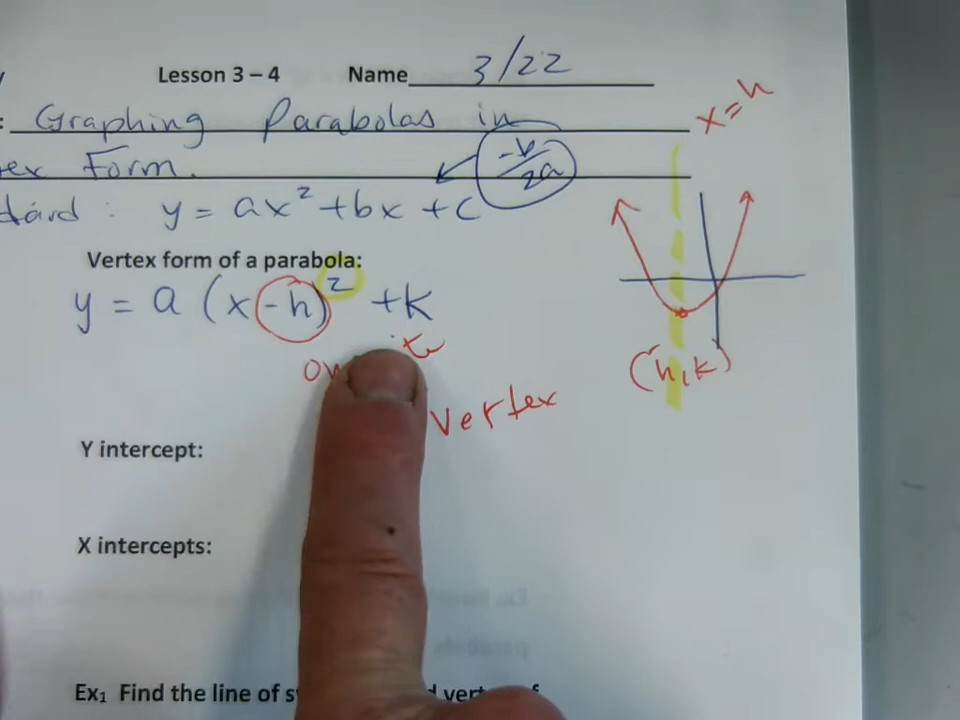 Lesson 3 – 4 Name 3/22
Graphing Parabolas in
Form.
-b/2a
y = ax² + bx + c
x = h
Vertex form of a parabola:
y = a (x - h)² + k
(h, k)
Vertex
Y intercept:
X intercepts:
Ex₁ Find the line of